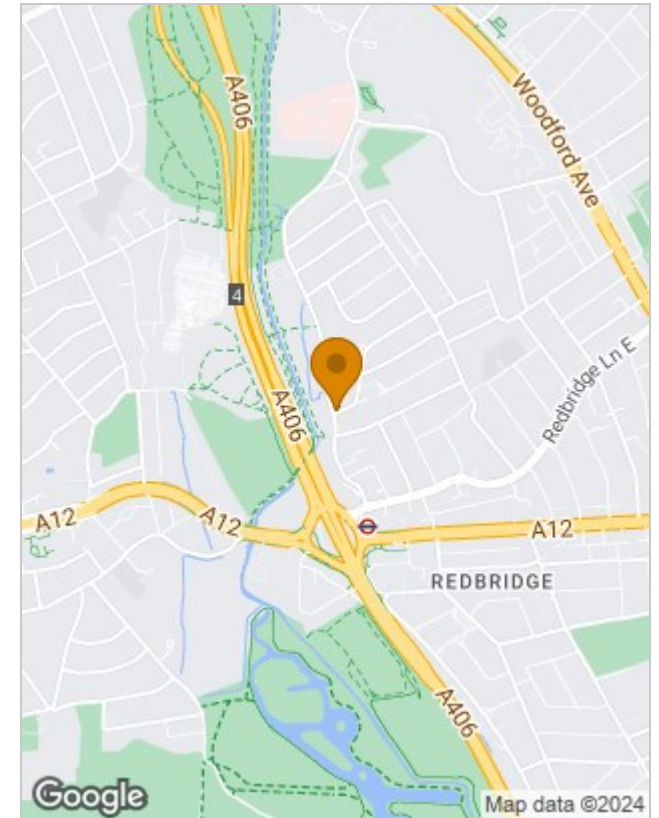 A406
Woodford Ave
4
Redbridge Ln E
A406
A12
A12
A12
REDBRIDGE
A406
Google
Map data ©2024